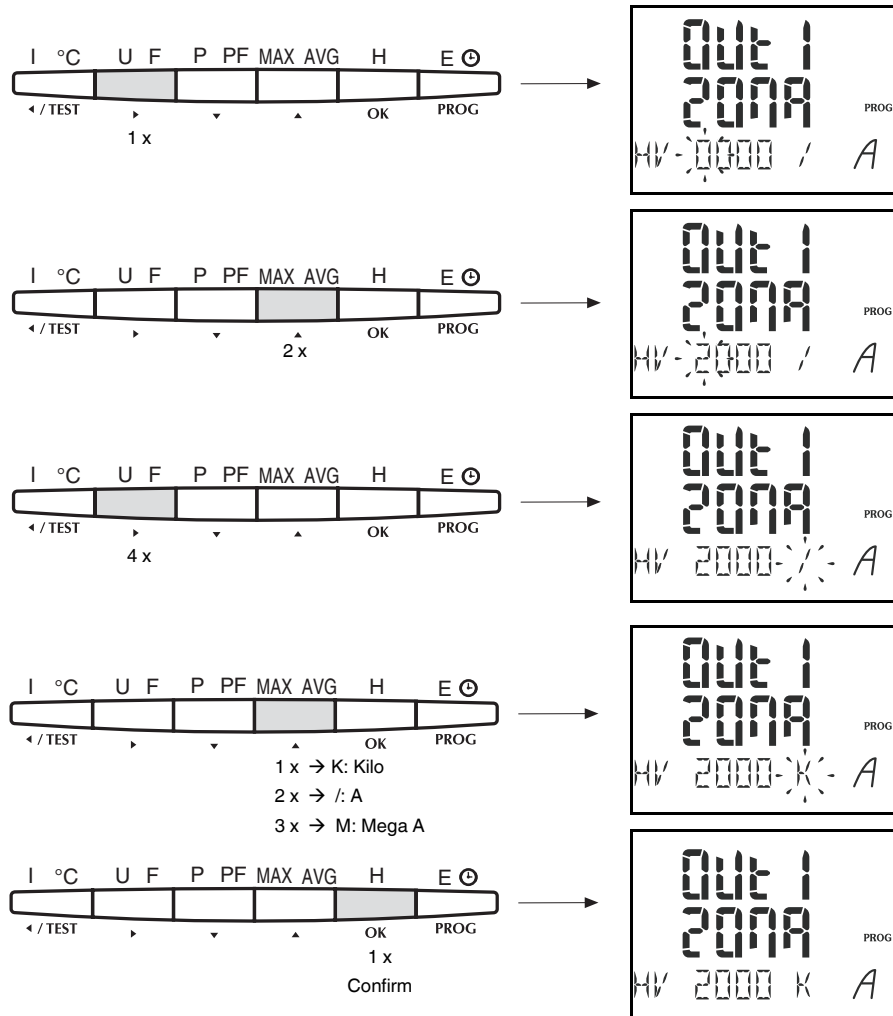 I °C U F P PF MAX AVG H E
/ TEST OK PROG
1 x
Out 1
20mA
PROG
HV 0000 / A
I °C U F P PF MAX AVG H E
/ TEST OK PROG
2 x
Out 1
20mA
PROG
HV 2000 / A
I °C U F P PF MAX AVG H E
/ TEST OK PROG
4 x
Out 1
20mA
PROG
HV 2000 / A
I °C U F P PF MAX AVG H E
/ TEST OK PROG
1 x → K: Kilo
2 x → /: A
3 x → M: Mega A
Out 1
20mA
PROG
HV 2000 K A
I °C U F P PF MAX AVG H E
/ TEST OK PROG
1 x
Confirm
Out 1
20mA
PROG
HV 2000 K A